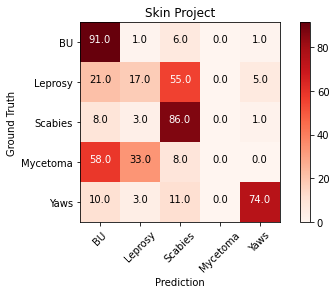 Skin Project
BU 91.0 1.0 6.0 0.0 1.0
Leprosy 21.0 17.0 55.0 0.0 5.0
Scabies 8.0 3.0 86.0 0.0 1.0
Mycetoma 58.0 33.0 8.0 0.0 0.0
Yaws 10.0 3.0 11.0 0.0 74.0
BU Leprosy Scabies Mycetoma Yaws
Prediction
Ground Truth
80
60
40
20
0